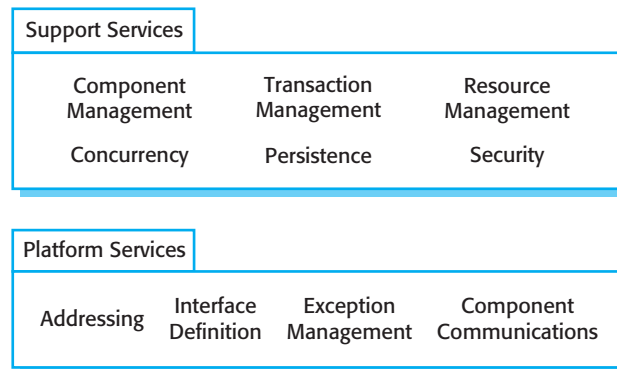 Support Services
Component Management
Transaction Management
Resource Management
Concurrency
Persistence
Security
Platform Services
Addressing
Interface Definition
Exception Management
Component Communications